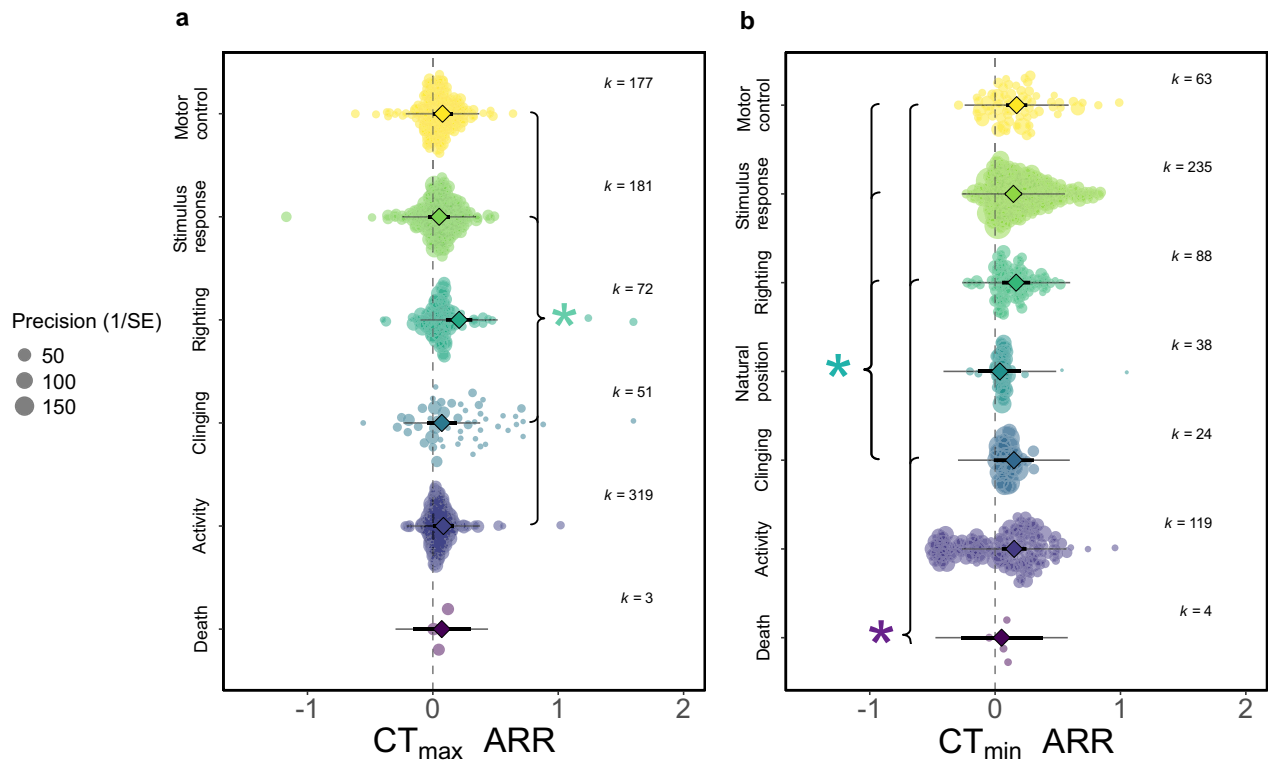 a
Motor
control
k = 177
Stimulus
response
k = 181
Righting
k = 72
*
Clinging
k = 51
Activity
k = 319
Death
k = 3
-1 0 1 2
CTmax ARR
Precision (1/SE)
50
100
150
b
Motor
control
k = 63
Stimulus
response
k = 235
Righting
k = 88
Natural
position
k = 38
*
Clinging
k = 24
Activity
k = 119
Death
k = 4
*
-1 0 1 2
CTmin ARR